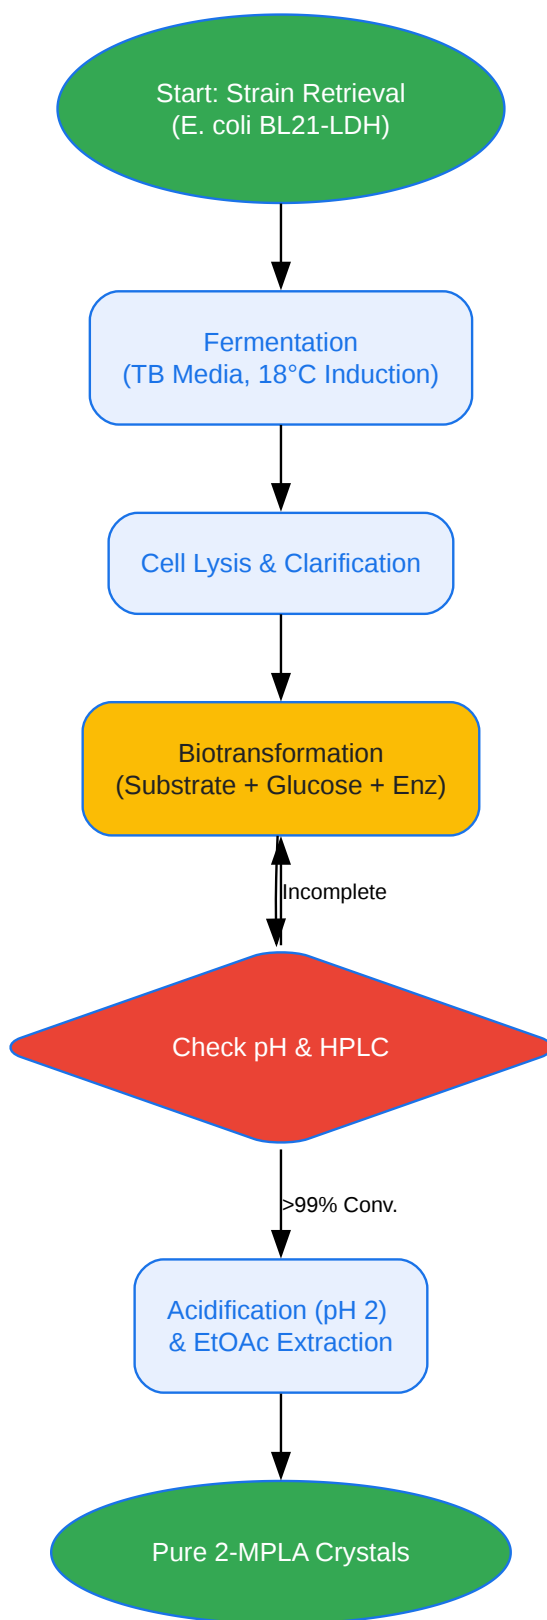 Start: Strain Retrieval
(E. coli BL21-LDH)
Fermentation
(TB Media, 18°C Induction)
Cell Lysis & Clarification
Biotransformation
(Substrate + Glucose + Enz)
Incomplete
Check pH & HPLC
>99% Conv.
Acidification (pH 2)
& EtOAc Extraction
Pure 2-MPLA Crystals